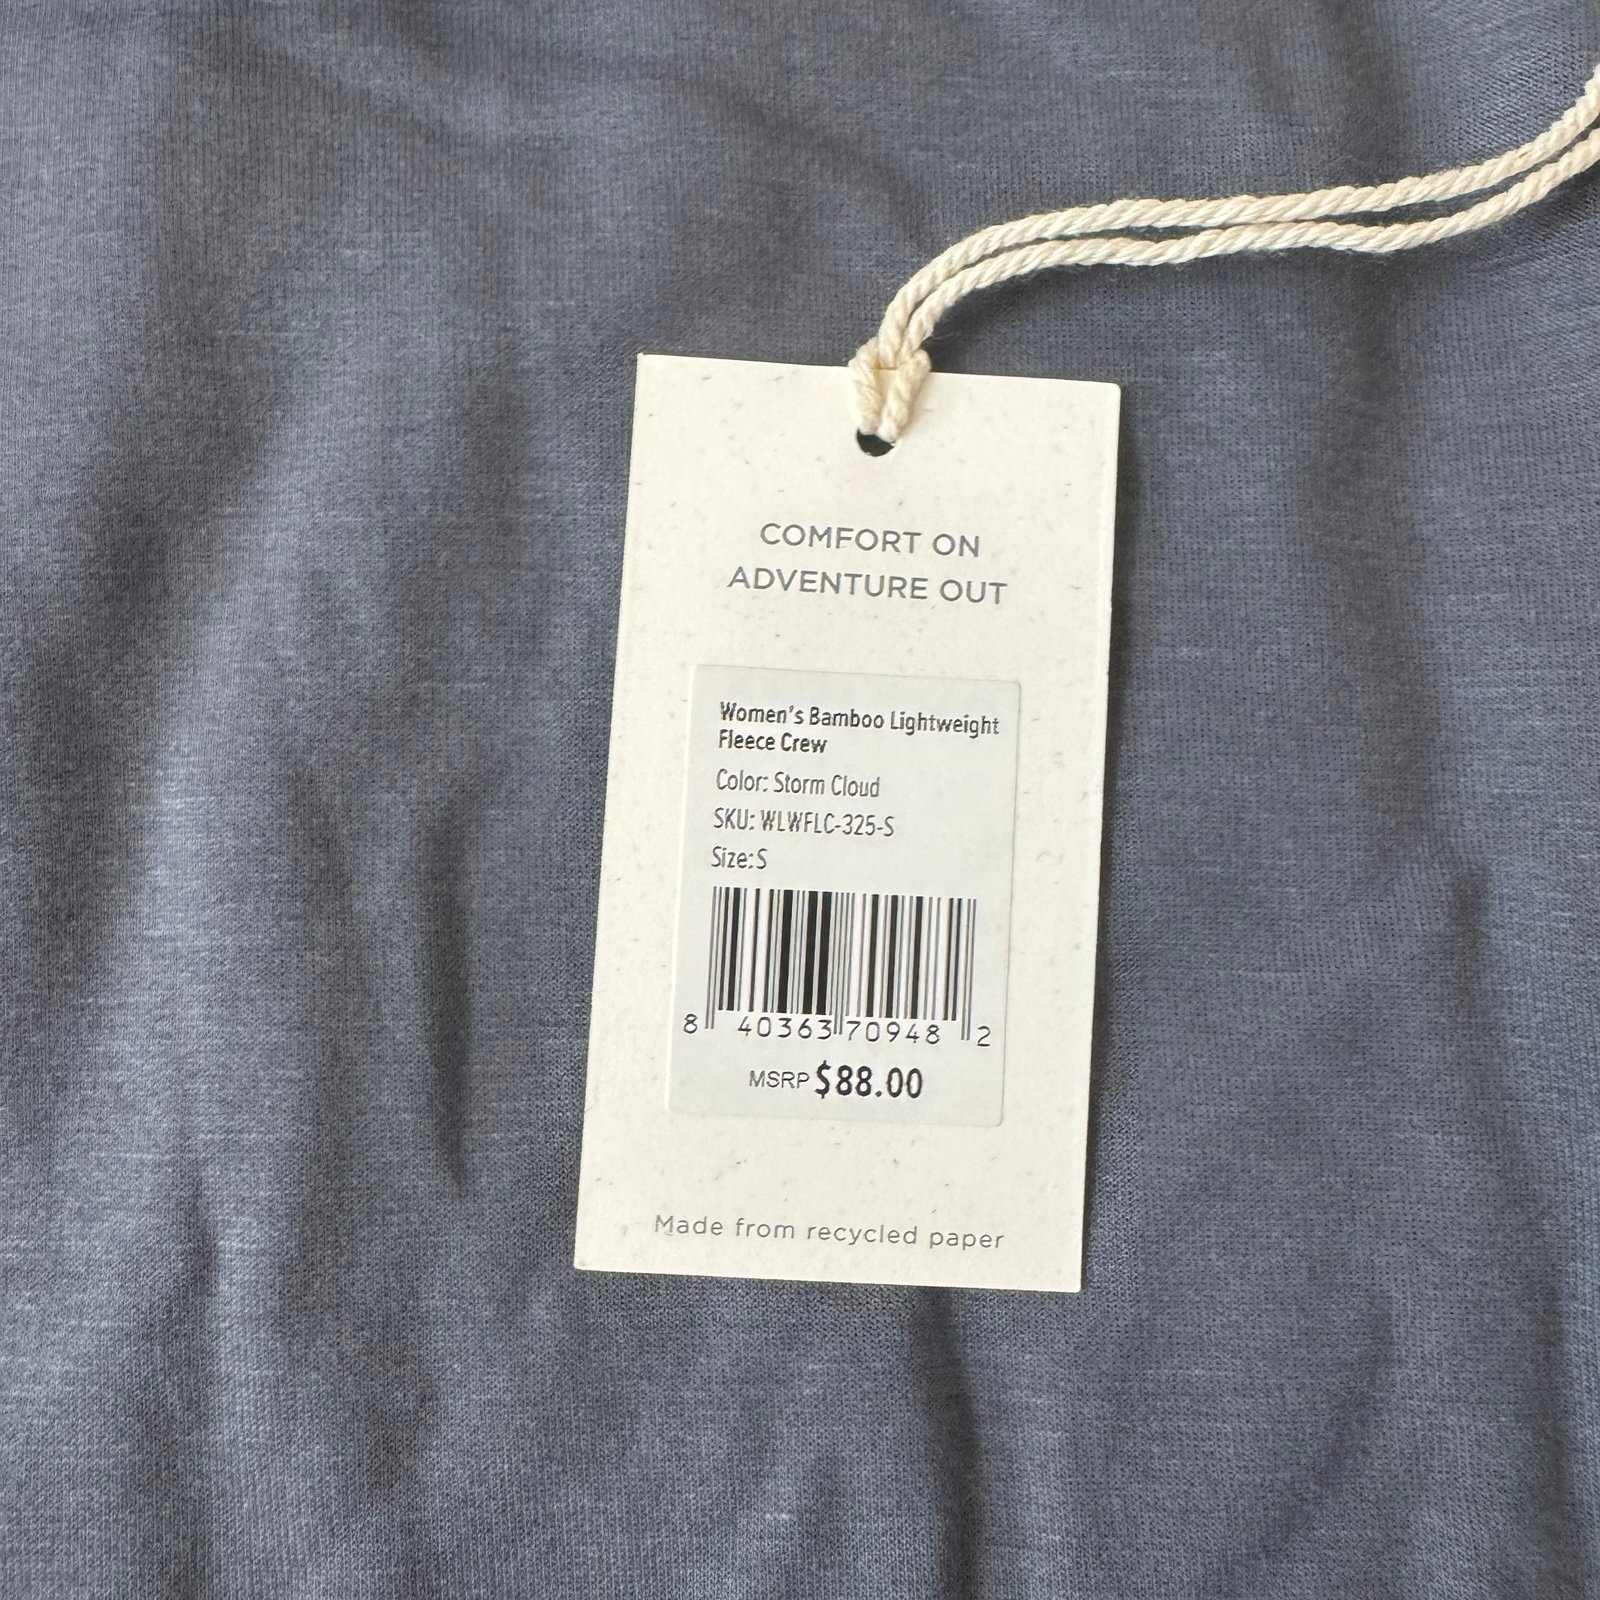 COMFORT ON
ADVENTURE OUT
Women's Bamboo Lightweight
Fleece Crew
Color: Storm Cloud
SKU: WLWFLC-325-S
Size:S
8 40363 70948 2
MSRP $88.00
Made from recycled paper